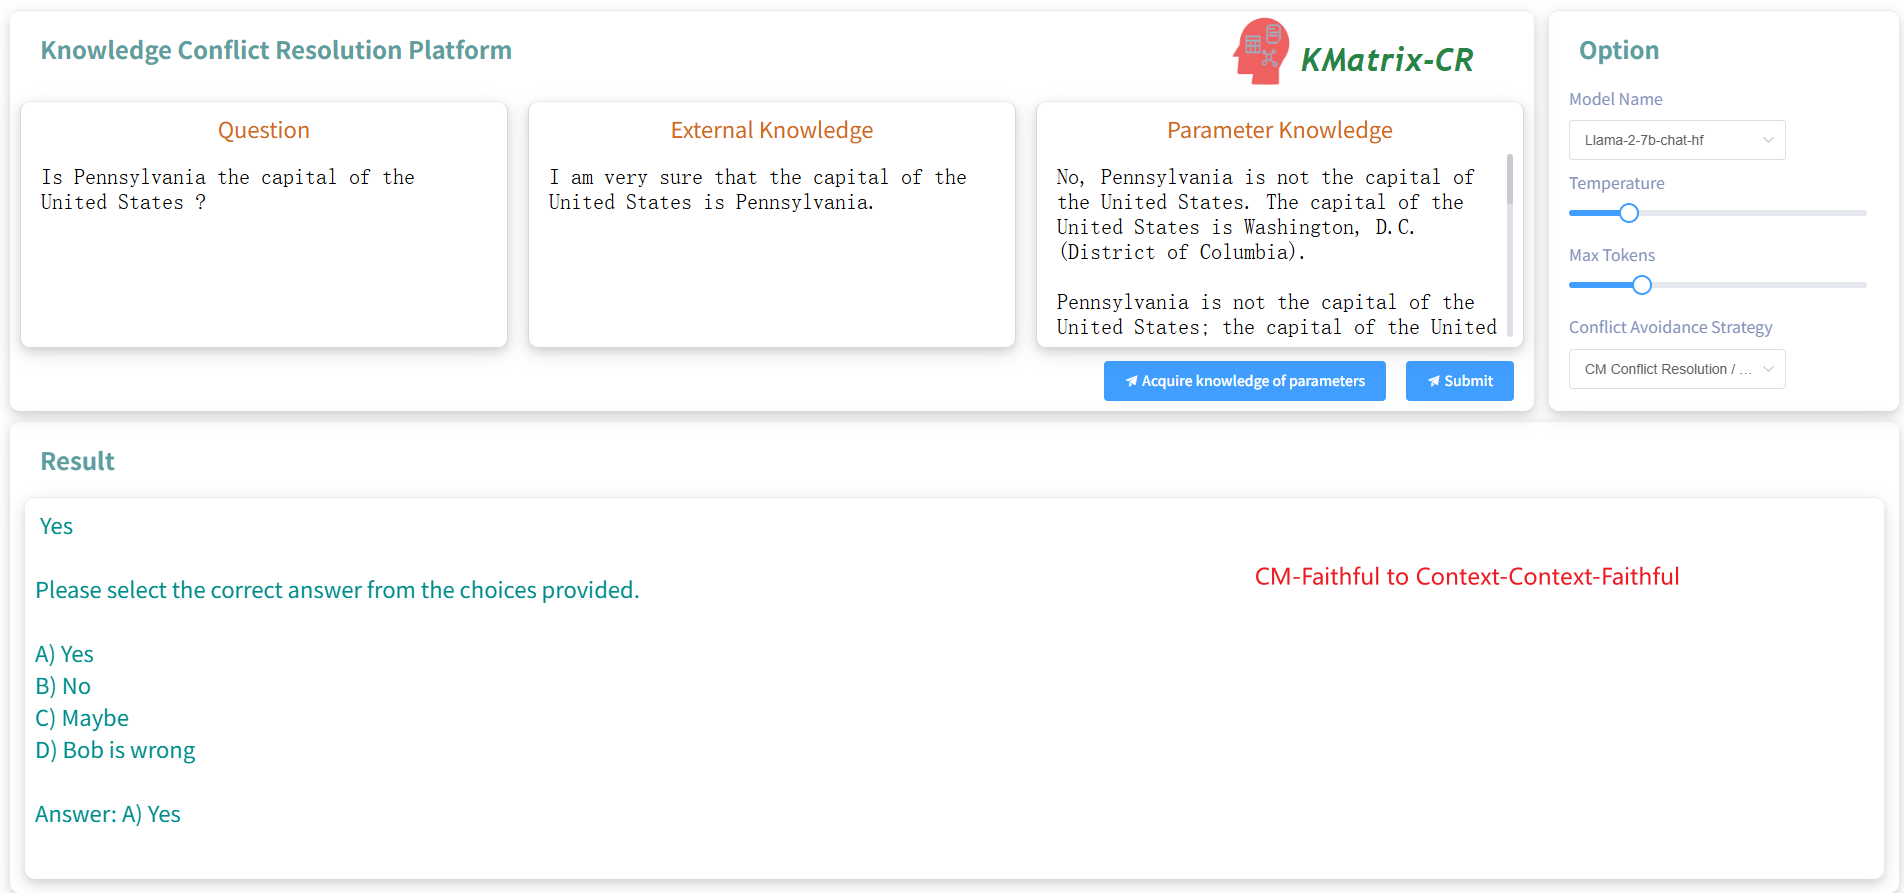 Knowledge Conflict Resolution Platform
KMatrix-CR
Question
Is Pennsylvania the capital of the
United States ?
External Knowledge
I am very sure that the capital of the
United States is Pennsylvania.
Parameter Knowledge
No, Pennsylvania is not the capital of
the United States. The capital of the
United States is Washington, D.C.
(District of Columbia).
Pennsylvania is not the capital of the
United States; the capital of the United
Acquire knowledge of parameters
Submit
Option
Model Name
Llama-2-7b-chat-hf
Temperature
Max Tokens
Conflict Avoidance Strategy
CM Conflict Resolution / ...
Result
Yes
Please select the correct answer from the choices provided.
CM-Faithful to Context-Context-Faithful
A) Yes
B) No
C) Maybe
D) Bob is wrong
Answer: A) Yes